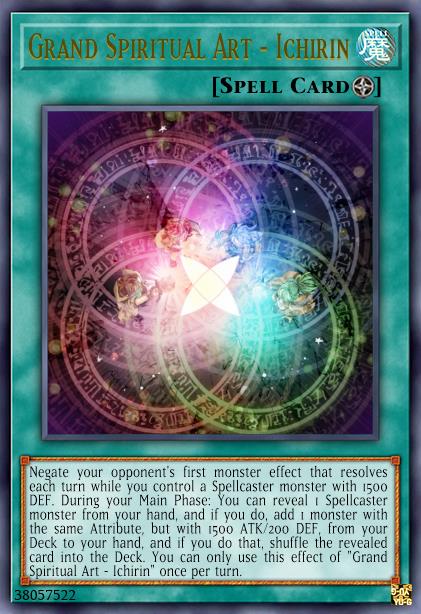 Grand Spiritual Art - Ichirin
SPELL
魔
[Spell Card]
Negate your opponent's first monster effect that resolves
each turn while you control a Spellcaster monster with 1500
DEF. During your Main Phase: You can reveal 1 Spellcaster
monster from your hand, and if you do, add 1 monster with
the same Attribute, but with 1500 ATK/200 DEF, from your
Deck to your hand, and if you do that, shuffle the revealed
card into the Deck. You can only use this effect of "Grand
Spiritual Art - Ichirin" once per turn.
38057522